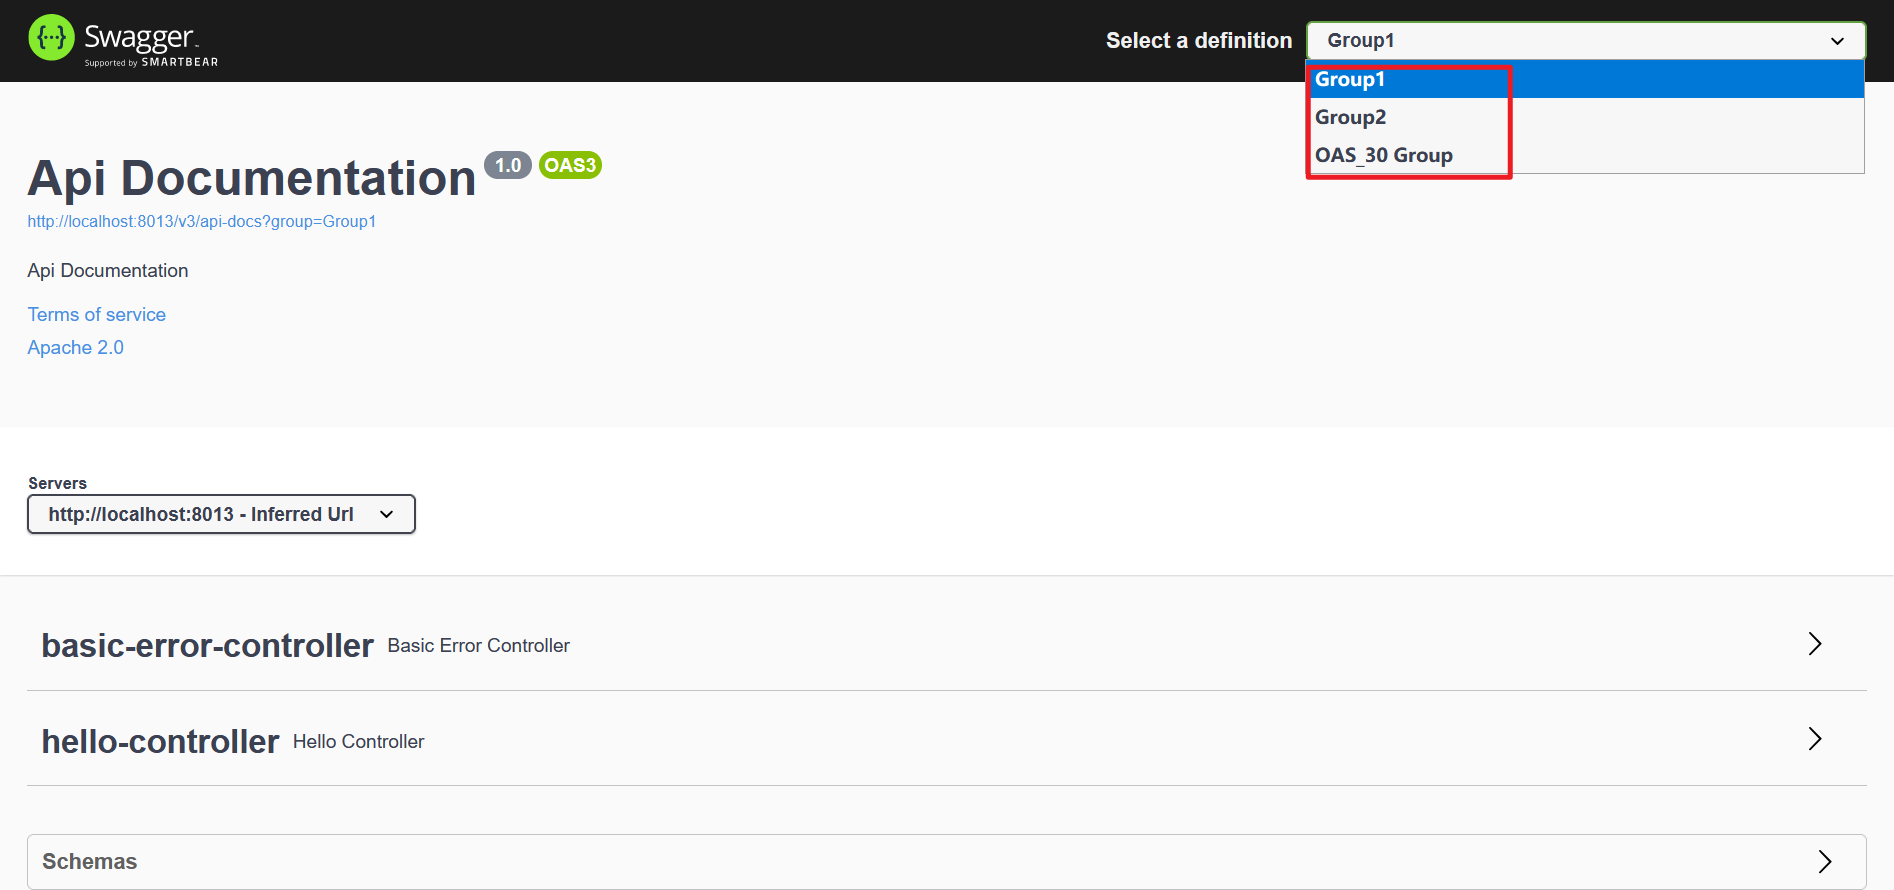 {···} Swagger™
Supported by SMARTBEAR
Select a definition
Group1
Group1
Group2
OAS_30 Group
Api Documentation 1.0 OAS3
http://localhost:8013/v3/api-docs?group=Group1
Api Documentation
Terms of service
Apache 2.0
Servers
http://localhost:8013 - Inferred Url
basic-error-controller Basic Error Controller
hello-controller Hello Controller
Schemas